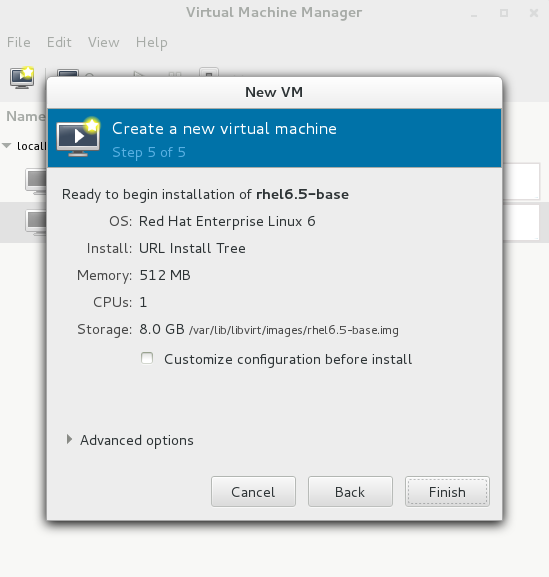 Virtual Machine Manager
File Edit View Help
New VM
Create a new virtual machine
Step 5 of 5
Name
Ready to begin installation of rhel6.5-base
OS: Red Hat Enterprise Linux 6
Install: URL Install Tree
Memory: 512 MB
CPUs: 1
Storage: 8.0 GB /var/lib/libvirt/images/rhel6.5-base.img
Customize configuration before install
Advanced options
Cancel Back Finish